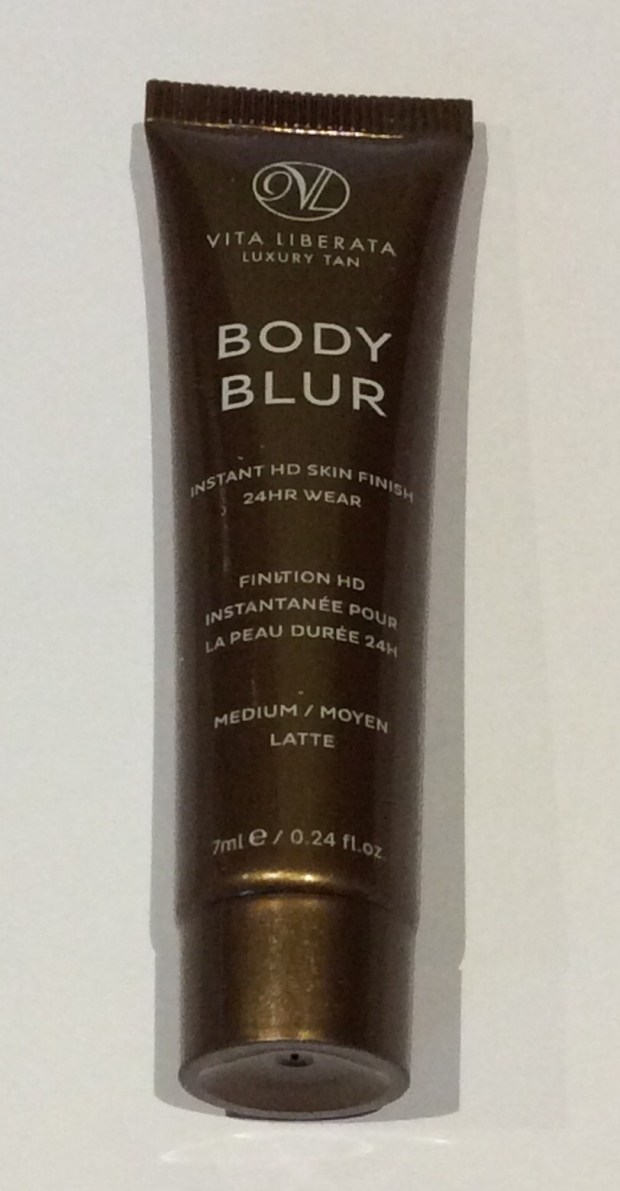 VL
VITA LIBERATA
LUXURY TAN
BODY
BLUR
INSTANT HD SKIN FINISH
24HR WEAR
FINITION HD
INSTANTANÉE POUR
LA PEAU DURÉE 24H
MEDIUM / MOYEN
LATTE
7ml ℮ / 0.24 fl.oz.